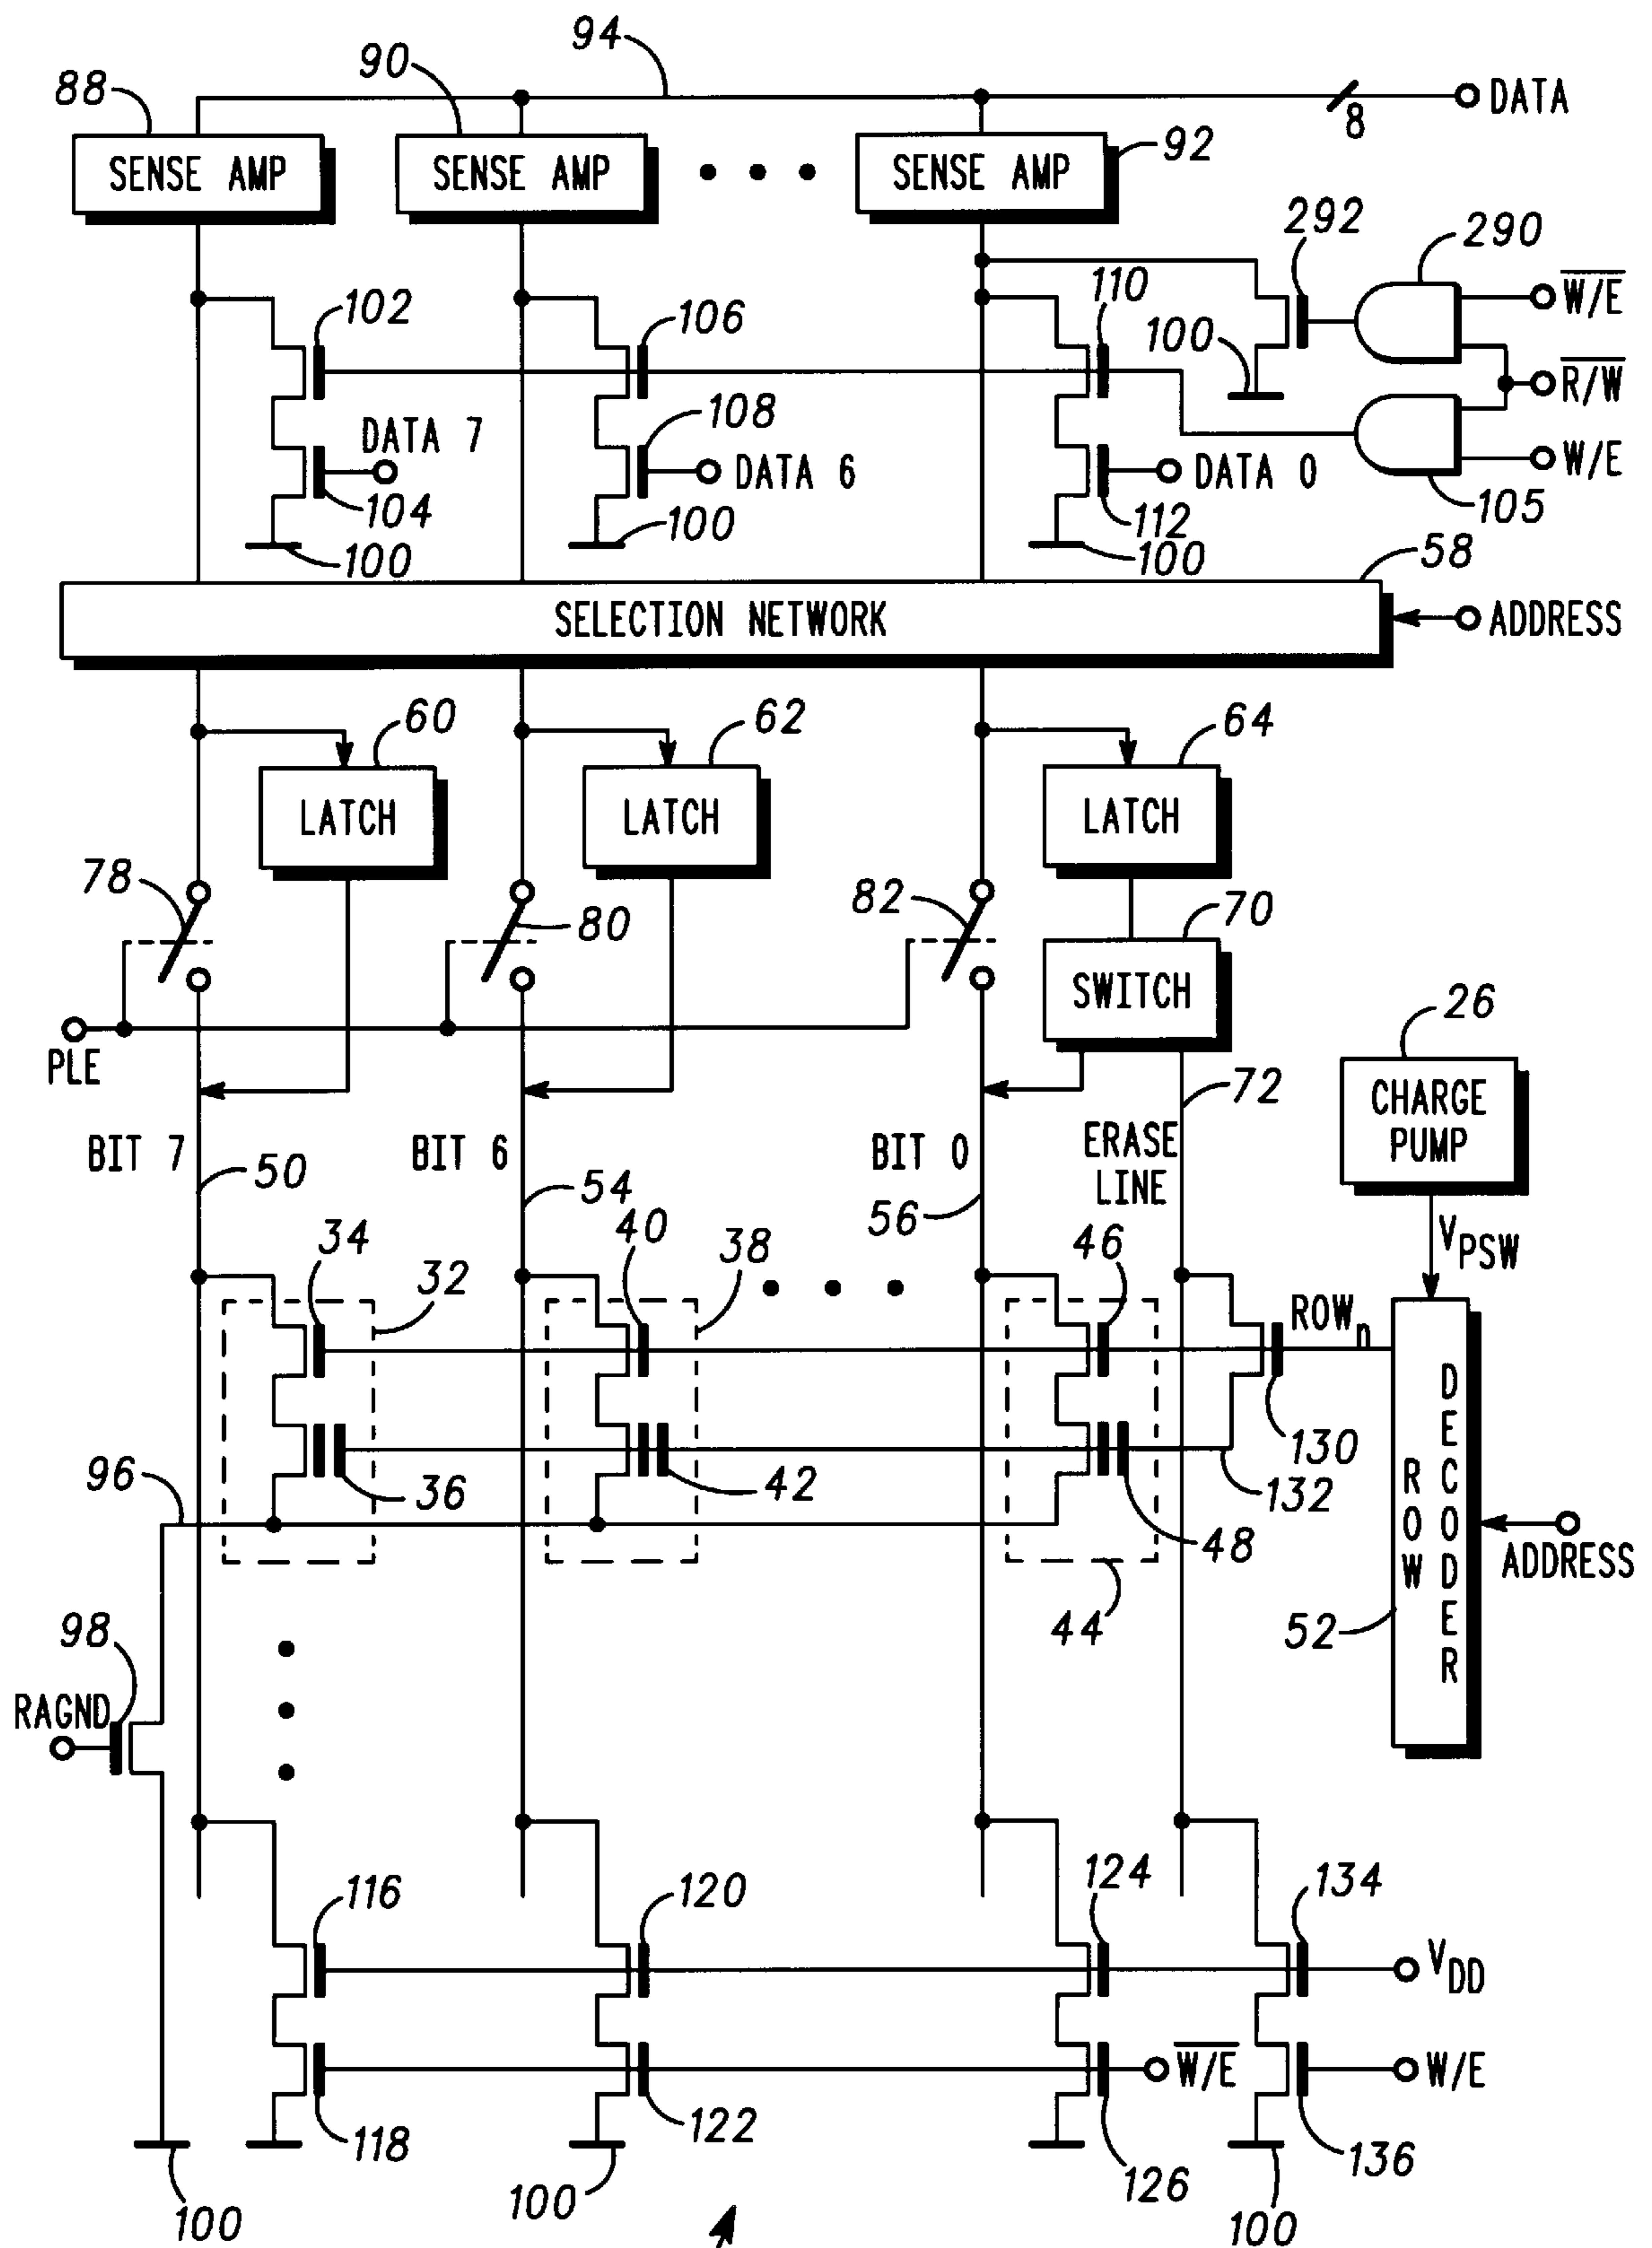 94
90
88
DATA
8
92
SENSE AMP
SENSE AMP
SENSE AMP
292
290
W/E
102
106
110
100
R/W
DATA 7
108
DATA 6
DATA 0
W/E
104
100
112
105
100
100
58
SELECTION NETWORK
ADDRESS
60
62
64
LATCH
LATCH
LATCH
78
80
82
70
SWITCH
26
PLE
72
CHARGE
PUMP
BIT 7
BIT 6
BIT 0
ERASE
LINE
50
54
56
VPSW
34
32
40
38
46
ROWn
96
36
42
48
132
130
ROW
DECODER
ADDRESS
44
52
98
RAGND
116
120
124
134
VDD
W/E
W/E
118
122
126
136
100
100
100